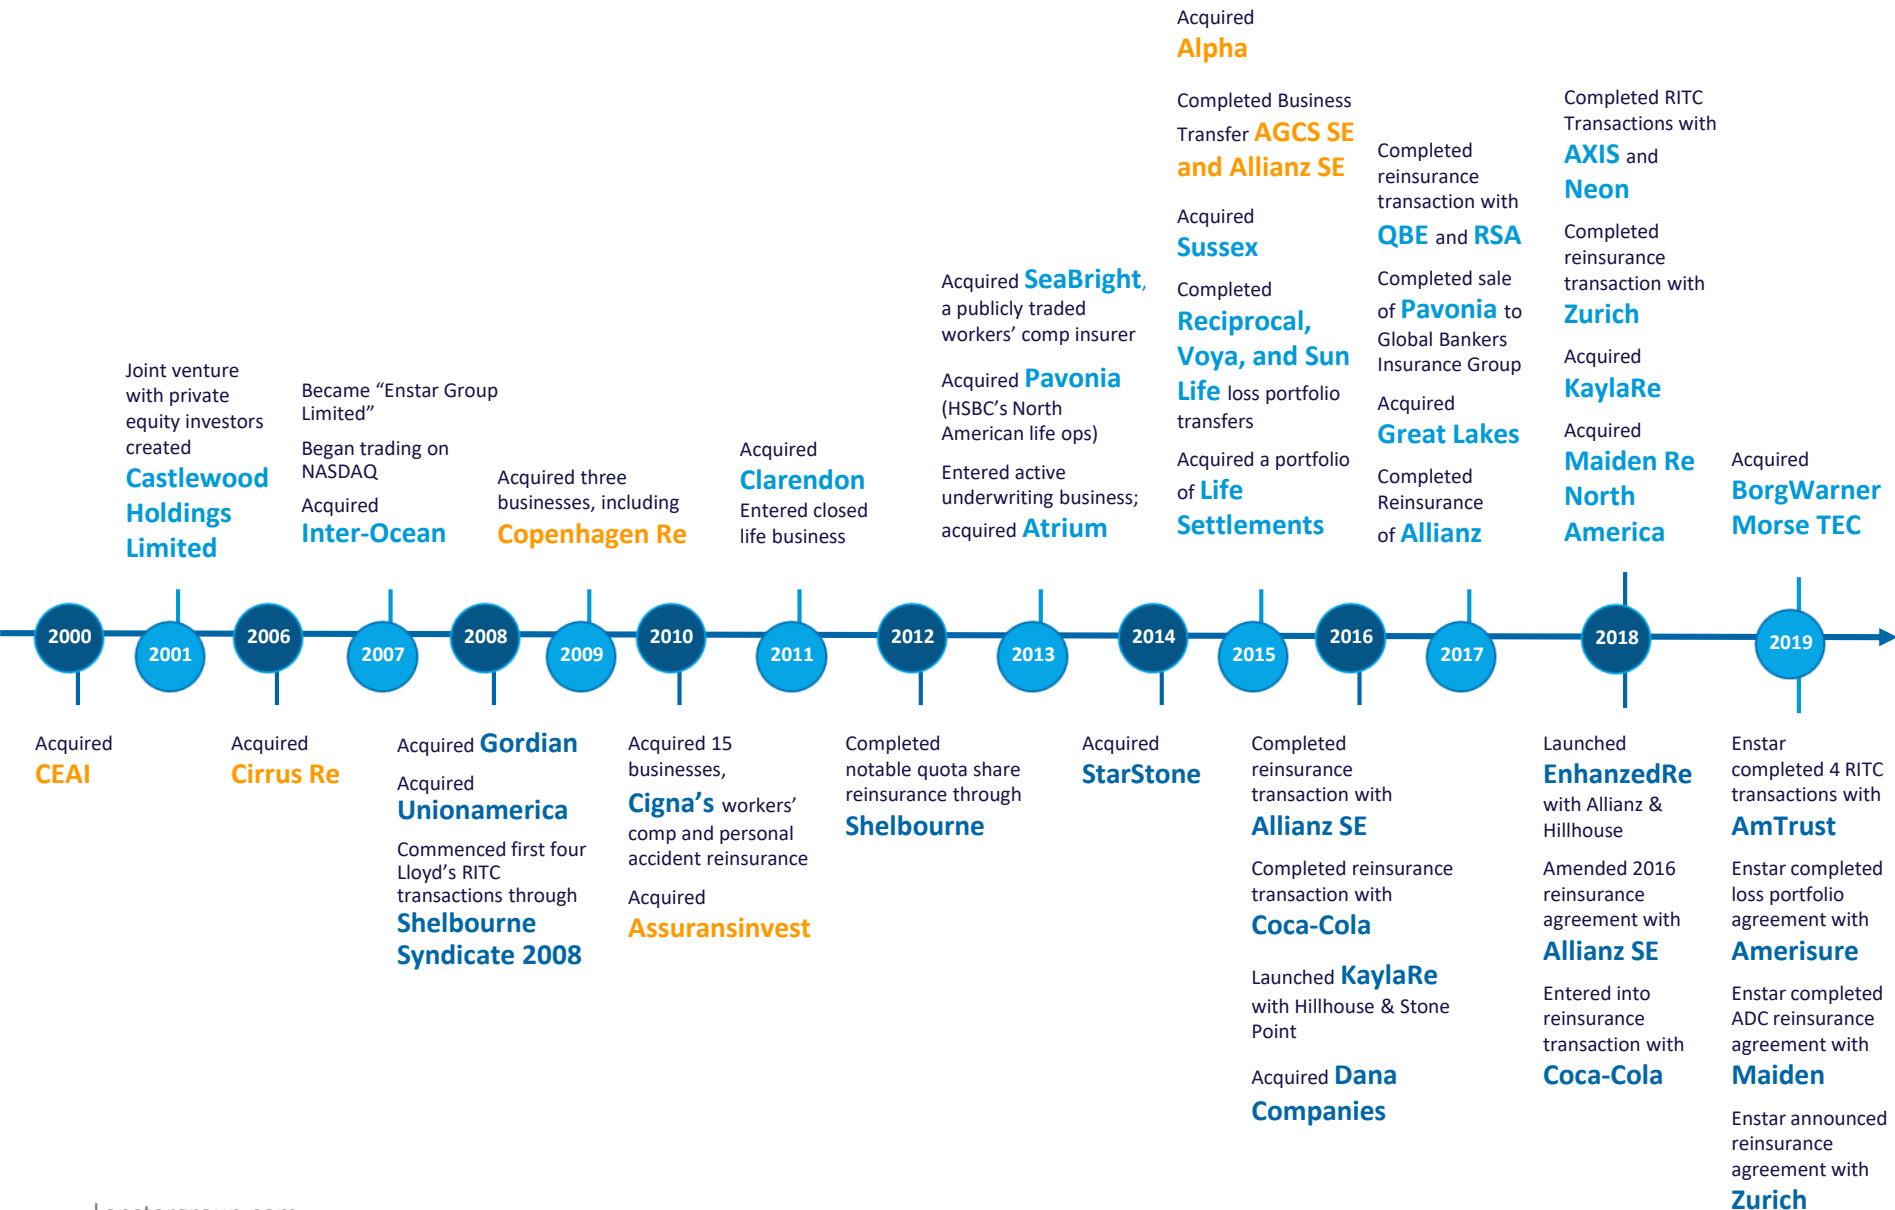 Acquired
Alpha
Completed Business
Transfer AGCS SE
and Allianz SE
Acquired
Sussex
Completed
Reciprocal,
Voya, and Sun
Life loss portfolio
transfers
Acquired a portfolio
of Life
Settlements
Completed
reinsurance
transaction with
QBE and RSA
Completed sale
of Pavonia to
Global Bankers
Insurance Group
Acquired
Great Lakes
Completed
Reinsurance
of Allianz
Completed RITC
Transactions with
AXIS and
Neon
Completed
reinsurance
transaction with
Zurich
Acquired
KaylaRe
Acquired
Maiden Re
North
America
Acquired
BorgWarner
Morse TEC
Joint venture
with private
equity investors
created
Castlewood
Holdings
Limited
Became “Enstar Group
Limited”
Began trading on
NASDAQ
Acquired
Inter-Ocean
Acquired three
businesses, including
Copenhagen Re
Acquired
Clarendon
Entered closed
life business
Acquired SeaBright,
a publicly traded
workers’ comp insurer
Acquired Pavonia
(HSBC’s North
American life ops)
Entered active
underwriting business;
acquired Atrium
2000
2001
2006
2007
2008
2009
2010
2011
2012
2013
2014
2015
2016
2017
2018
2019
Acquired
CEAI
Acquired
Cirrus Re
Acquired Gordian
Acquired
Unionamerica
Commenced first four
Lloyd’s RITC
transactions through
Shelbourne
Syndicate 2008
Acquired 15
businesses,
Cigna’s workers’
comp and personal
accident reinsurance
Acquired
Assuransinvest
Completed
notable quota share
reinsurance through
Shelbourne
Acquired
StarStone
Completed
reinsurance
transaction with
Allianz SE
Completed reinsurance
transaction with
Coca-Cola
Launched KaylaRe
with Hillhouse & Stone
Point
Acquired Dana
Companies
Launched
EnhanzedRe
with Allianz &
Hillhouse
Amended 2016
reinsurance
agreement with
Allianz SE
Entered into
reinsurance
transaction with
Coca-Cola
Enstar
completed 4 RITC
transactions with
AmTrust
Enstar completed
loss portfolio
agreement with
Amerisure
Enstar completed
ADC reinsurance
agreement with
Maiden
Enstar announced
reinsurance
agreement with
Zurich